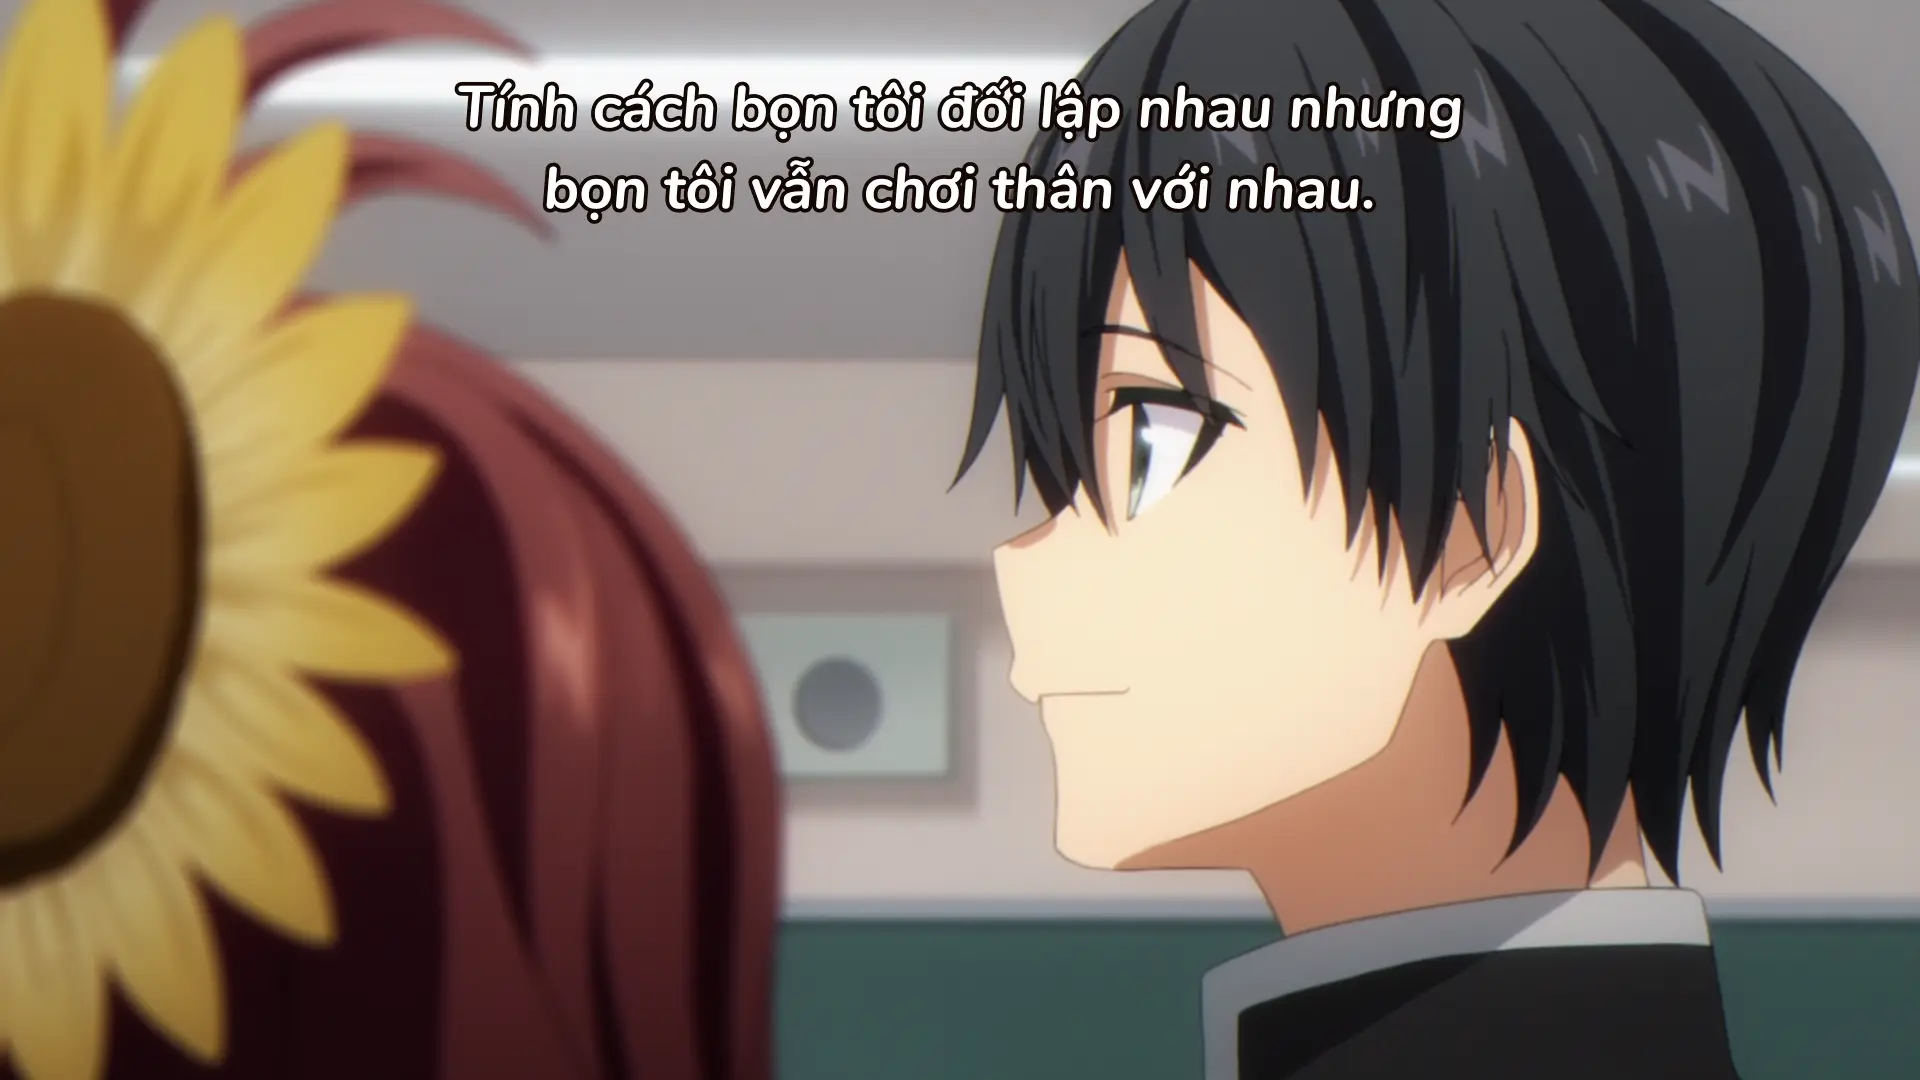 Tính cách bọn tôi đối lập nhau nhưng
bọn tôi vẫn chơi thân với nhau.